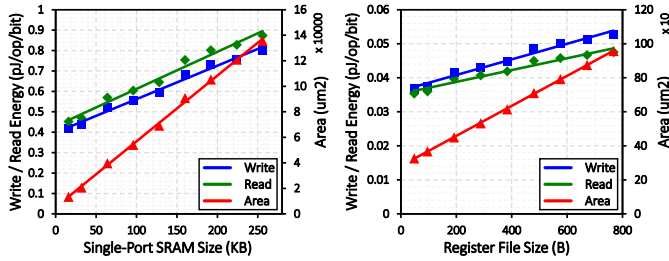 Write / Read Energy (pJ/op/bit)
1
0.9
0.8
0.7
0.6
0.5
0.4
0.3
0.2
0.1
0
0 50 100 150 200 250 300
Single-Port SRAM Size (KB)
16
14
12
10
8
6
4
2
0
x 10000
Area (um2)
Write
Read
Area
Write / Read Energy (pJ/op/bit)
0.06
0.05
0.04
0.03
0.02
0.01
0
0 200 400 600 800
Register File Size (B)
120
100
80
60
40
20
0
x 10
Area (um2)
Write
Read
Area